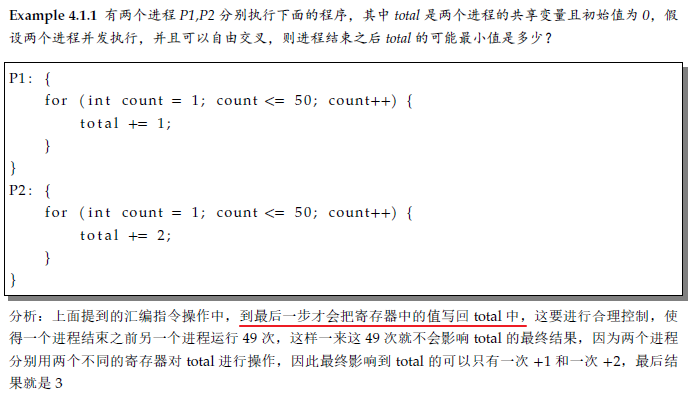 Example 4.1.1 有两个进程 P1,P2 分别执行下面的程序，其中 total 是两个进程的共享变量且初始值为 0，假
设两个进程并发执行，并且可以自由交叉，则进程结束之后 total 的可能最小值是多少？
P1: {
    for (int count = 1; count <= 50; count++) {
        total += 1;
    }
}
P2: {
    for (int count = 1; count <= 50; count++) {
        total += 2;
    }
}
分析：上面提到的汇编指令操作中，到最后一步才会把寄存器中的值写回 total 中，这要进行合理控制，使
得一个进程结束之前另一个进程运行 49 次，这样一来这 49 次就不会影响 total 的最终结果，因为两个进程
分别用两个不同的寄存器对 total 进行操作，因此最终影响到 total 的可以只有一次 +1 和一次 +2，最后结
果就是 3